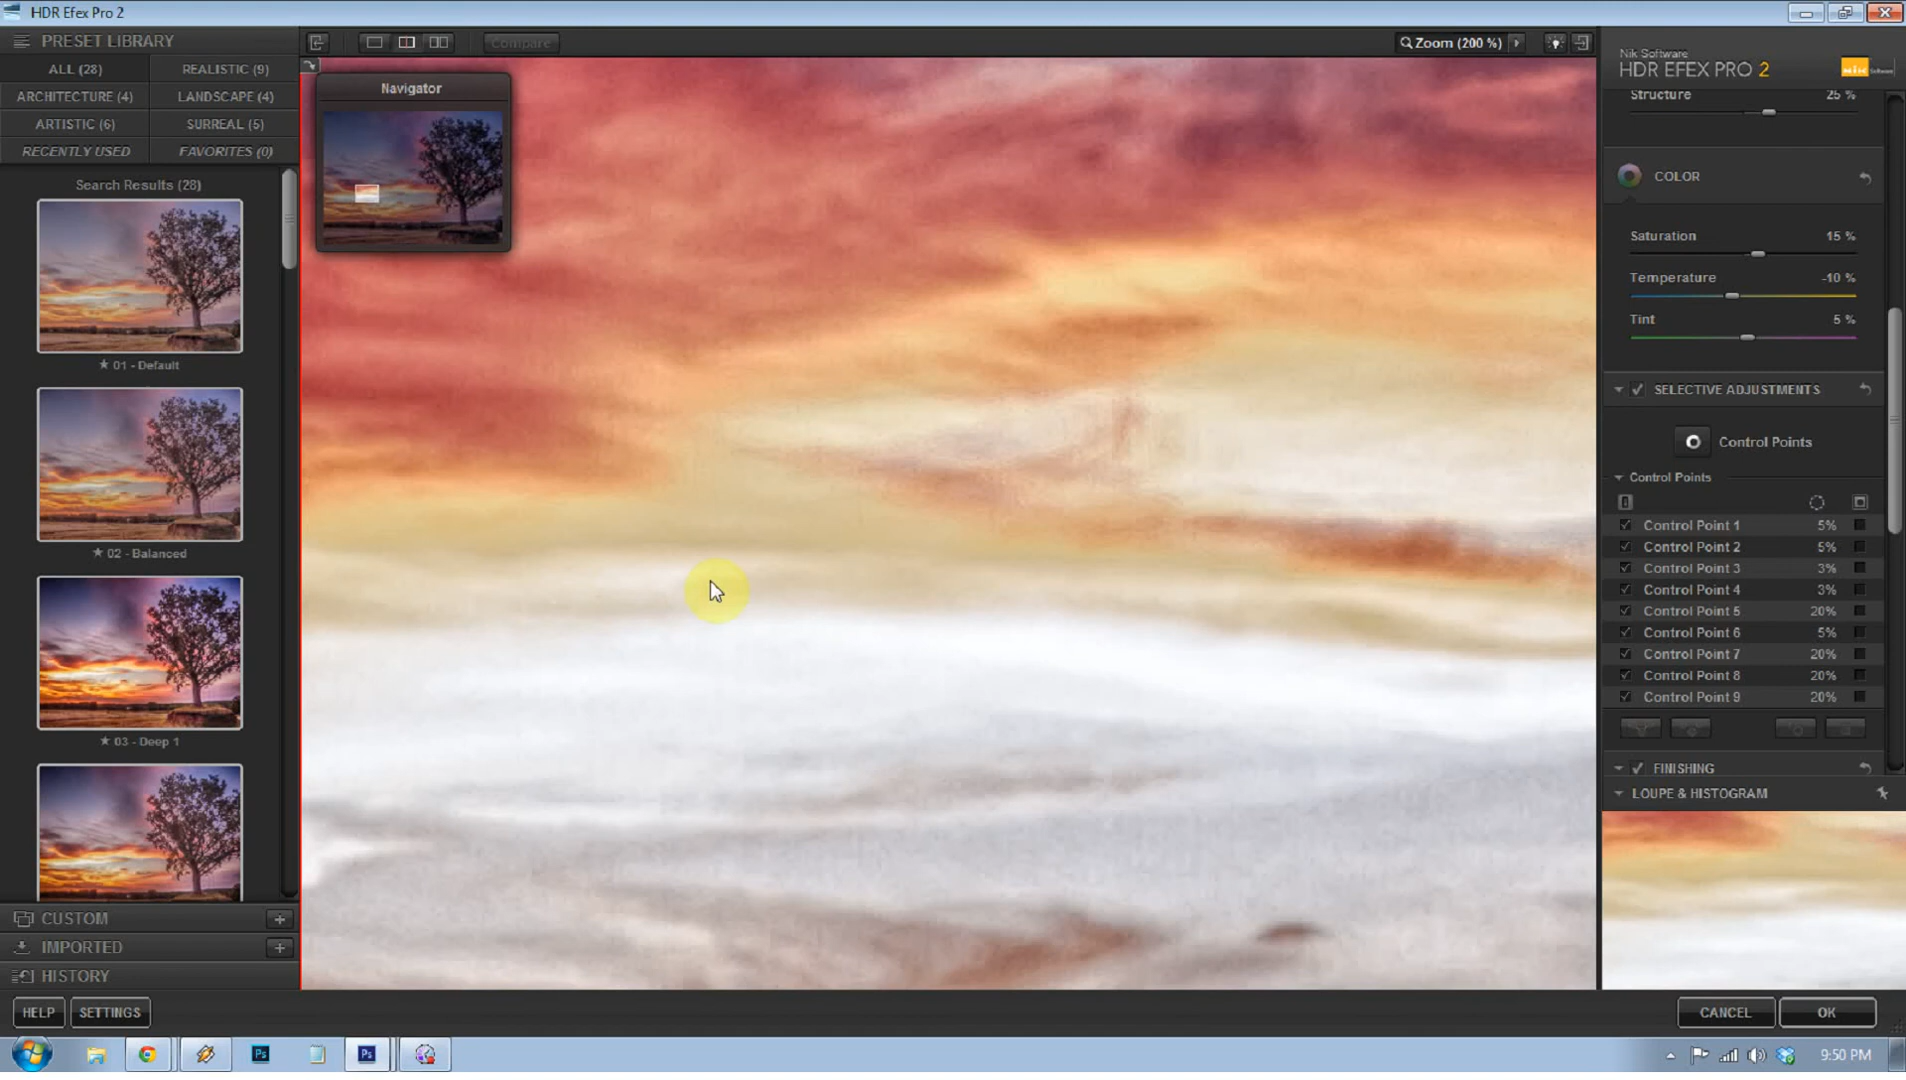 HDR Efex Pro 2
PRESET LIBRARY
ALL (28)
REALISTIC (9)
ARCHITECTURE (4)
LANDSCAPE (4)
ARTISTIC (6)
SURREAL (5)
RECENTLY USED
FAVORITES (0)
Search Results (28)
★ 01 - Default
★ 02 - Balanced
★ 03 - Deep 1
CUSTOM
IMPORTED
HISTORY
HELP
SETTINGS
Compare
Zoom (200 %)
Navigator
Nik Software
HDR EFEX PRO 2
nik Software
Structure 25 %
COLOR
Saturation 15 %
Temperature -10 %
Tint 5 %
SELECTIVE ADJUSTMENTS
Control Points
Control Points
Control Point 1 5%
Control Point 2 5%
Control Point 3 3%
Control Point 4 3%
Control Point 5 20%
Control Point 6 5%
Control Point 7 20%
Control Point 8 20%
Control Point 9 20%
FINISHING
LOUPE & HISTOGRAM
CANCEL
OK
Ps
Ps
9:50 PM